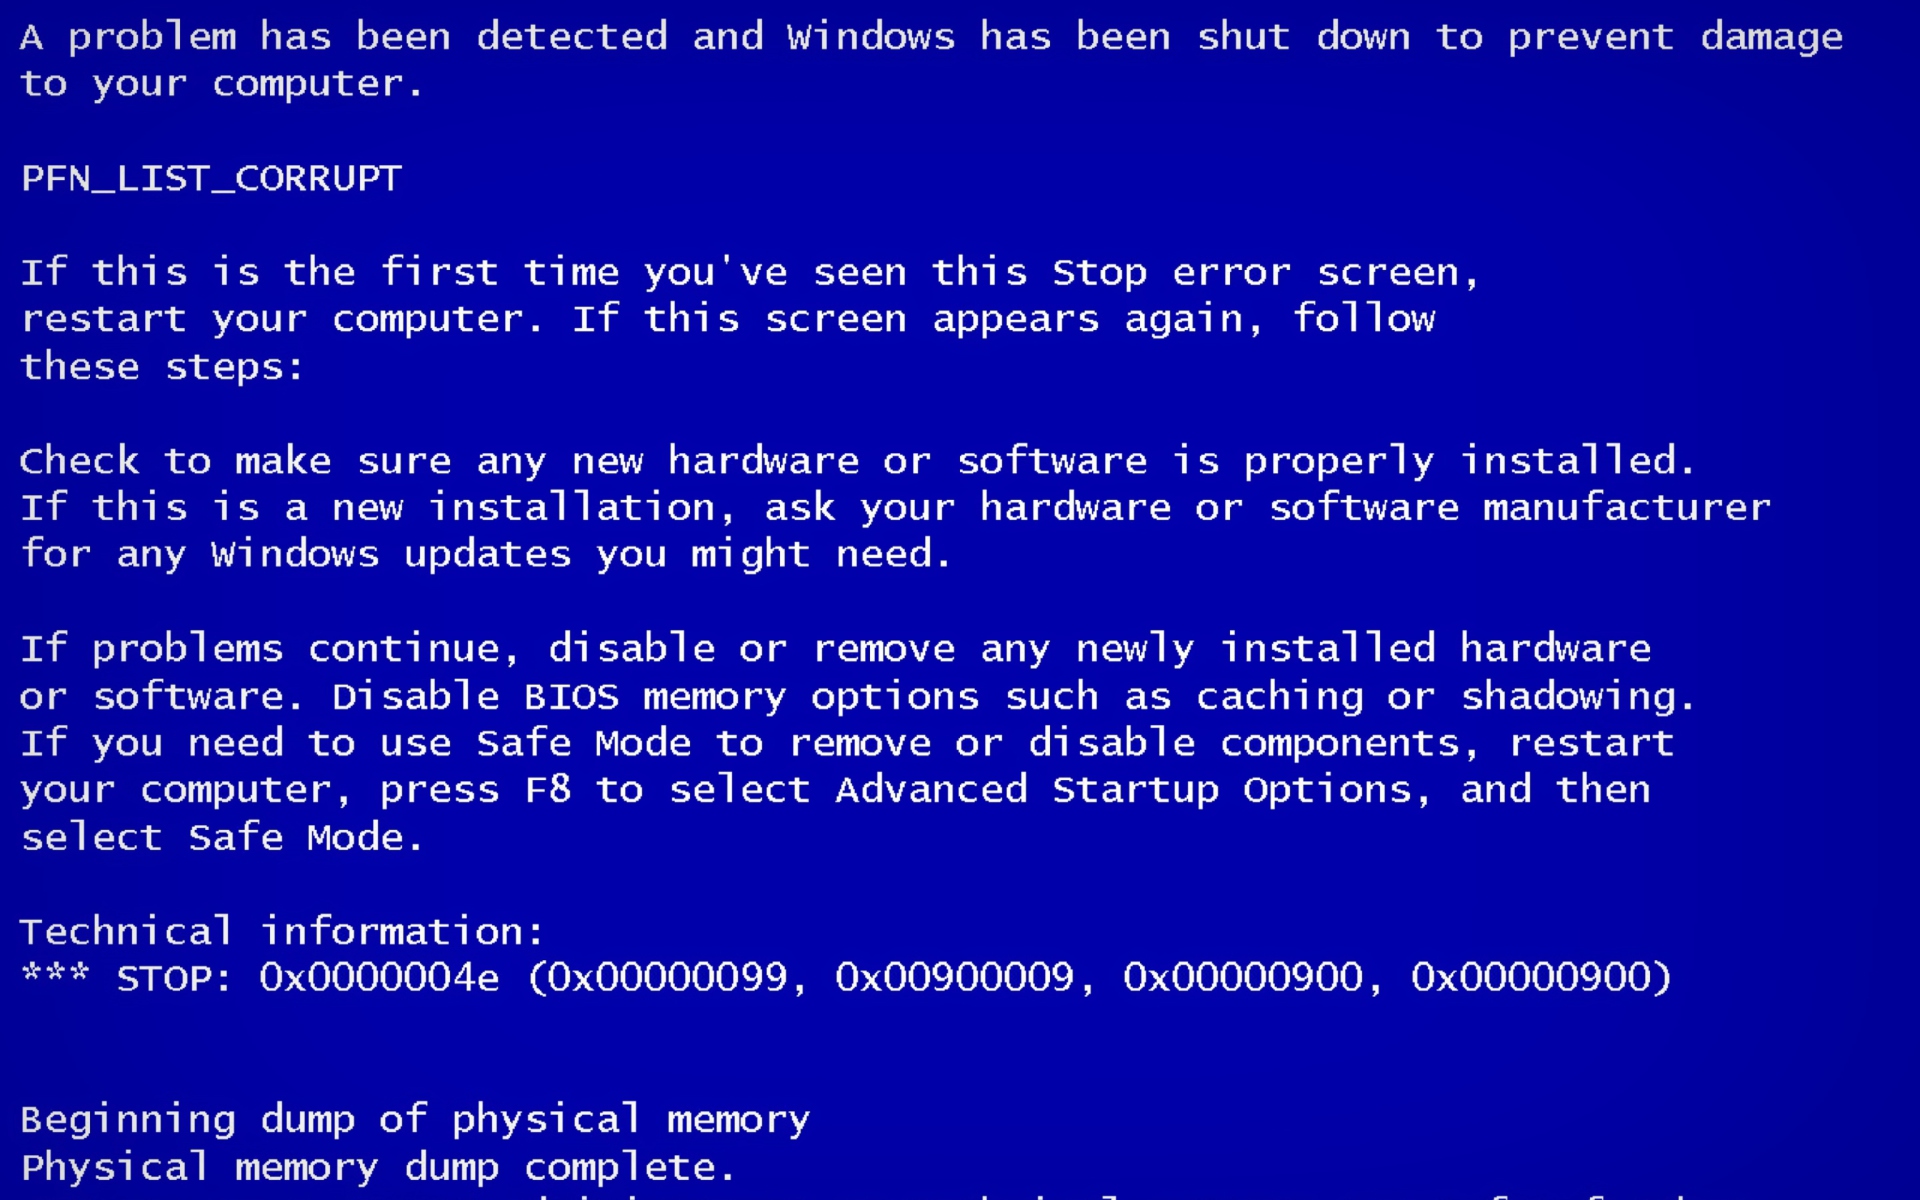 A problem has been detected and Windows has been shut down to prevent damage
to your computer.
PFN_LIST_CORRUPT
If this is the first time you've seen this Stop error screen,
restart your computer. If this screen appears again, follow
these steps:
Check to make sure any new hardware or software is properly installed.
If this is a new installation, ask your hardware or software manufacturer
for any Windows updates you might need.
If problems continue, disable or remove any newly installed hardware
or software. Disable BIOS memory options such as caching or shadowing.
If you need to use Safe Mode to remove or disable components, restart
your computer, press F8 to select Advanced Startup Options, and then
select Safe Mode.
Technical information:
*** STOP: 0x0000004e (0x00000099, 0x00900009, 0x00000900, 0x00000900)
Beginning dump of physical memory
Physical memory dump complete.